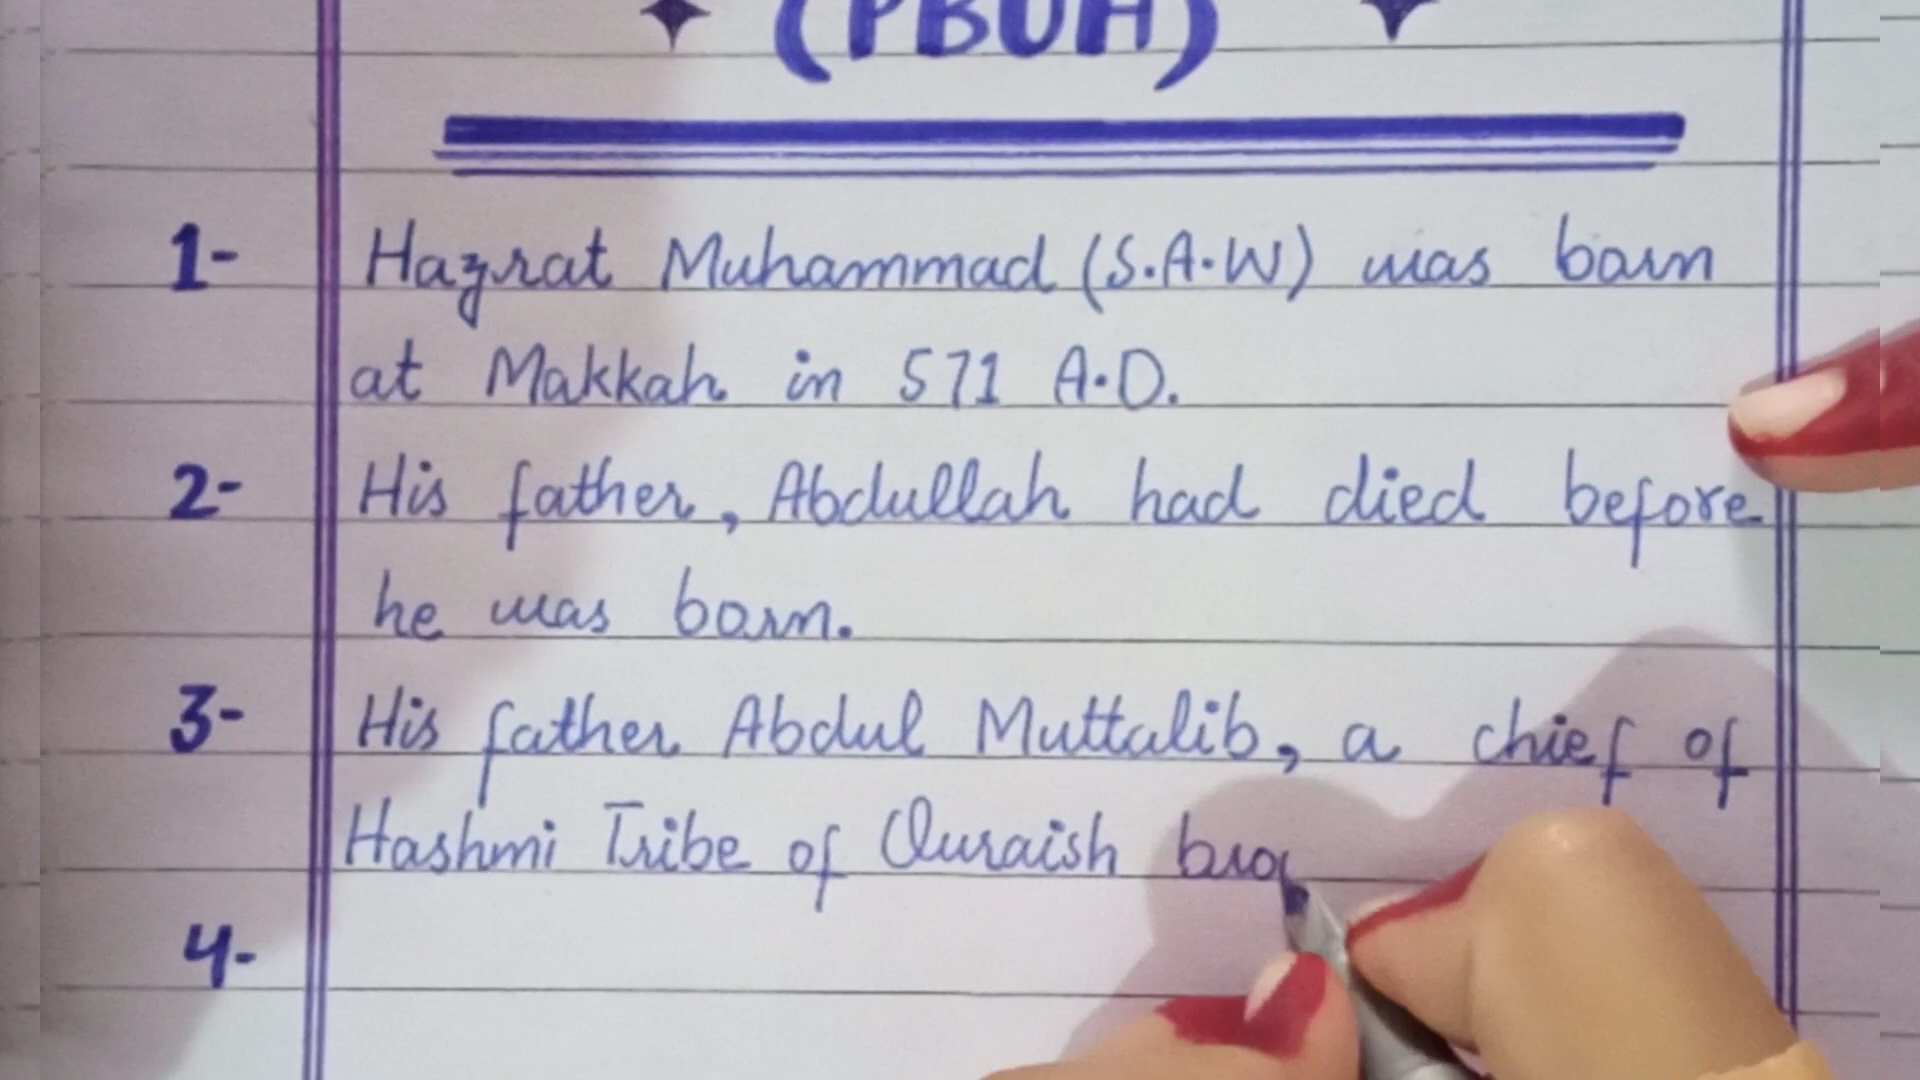 (PBUH)
1- Hazrat Muhammad (S.A.W) was born
at Makkah in 571 A.D.
2- His father, Abdullah had died before
he was born.
3- His father Abdul Muttalib, a chief of
Hashmi Tribe of Quraish
4-